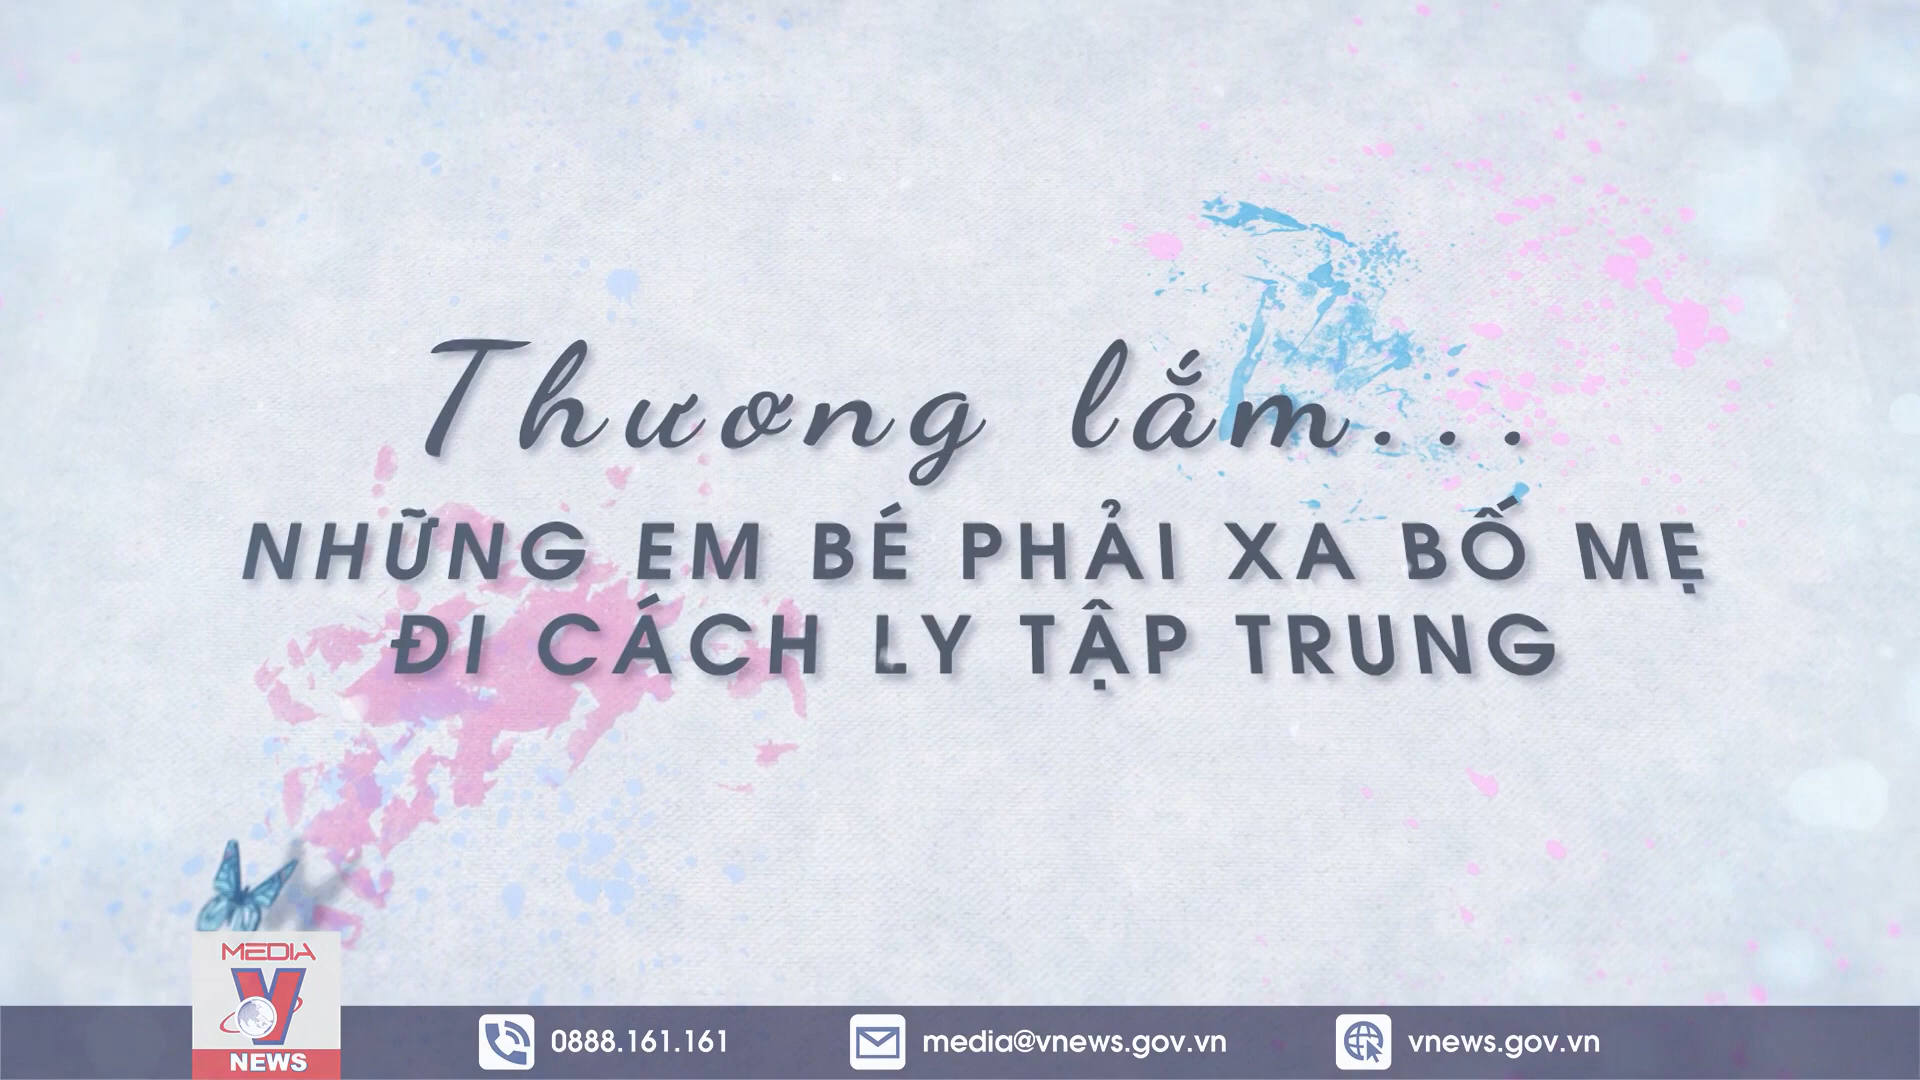 Thương lắm...
NHỮNG EM BÉ PHẢI XA BỐ MẸ
ĐI CÁCH LY TẬP TRUNG
MEDIA
V
NEWS
0888.161.161
media@vnews.gov.vn
vnews.gov.vn